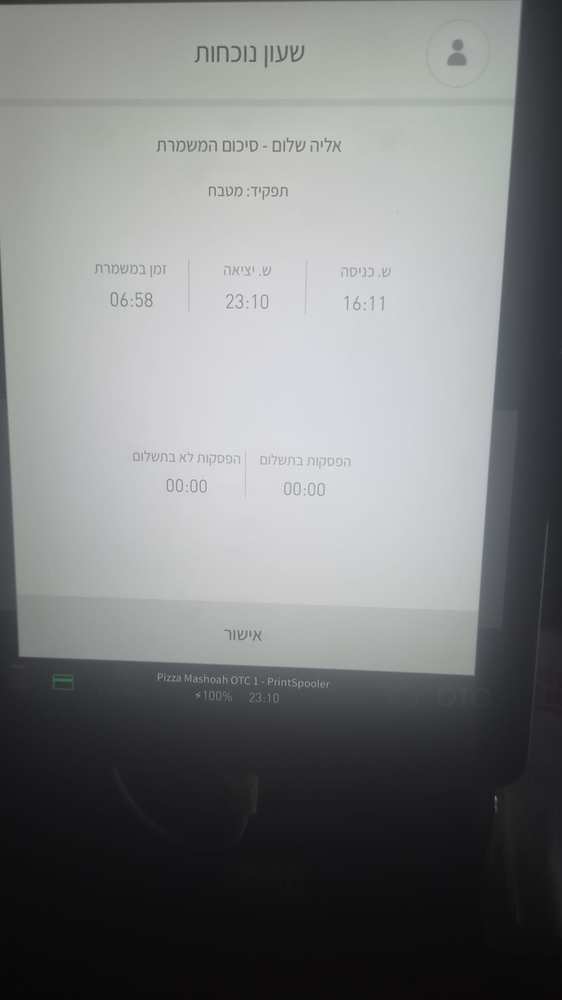 שעון נוכחות
אליה שלום - סיכום המשמרת
תפקיד: מטבח
ש. כניסה ש. יציאה זמן במשמרת
16:11 23:10 06:58
הפסקות בתשלום הפסקות לא בתשלום
00:00 00:00
אישור
Pizza Mashoah OTC 1 - PrintSpooler
100% 23:10
OTC